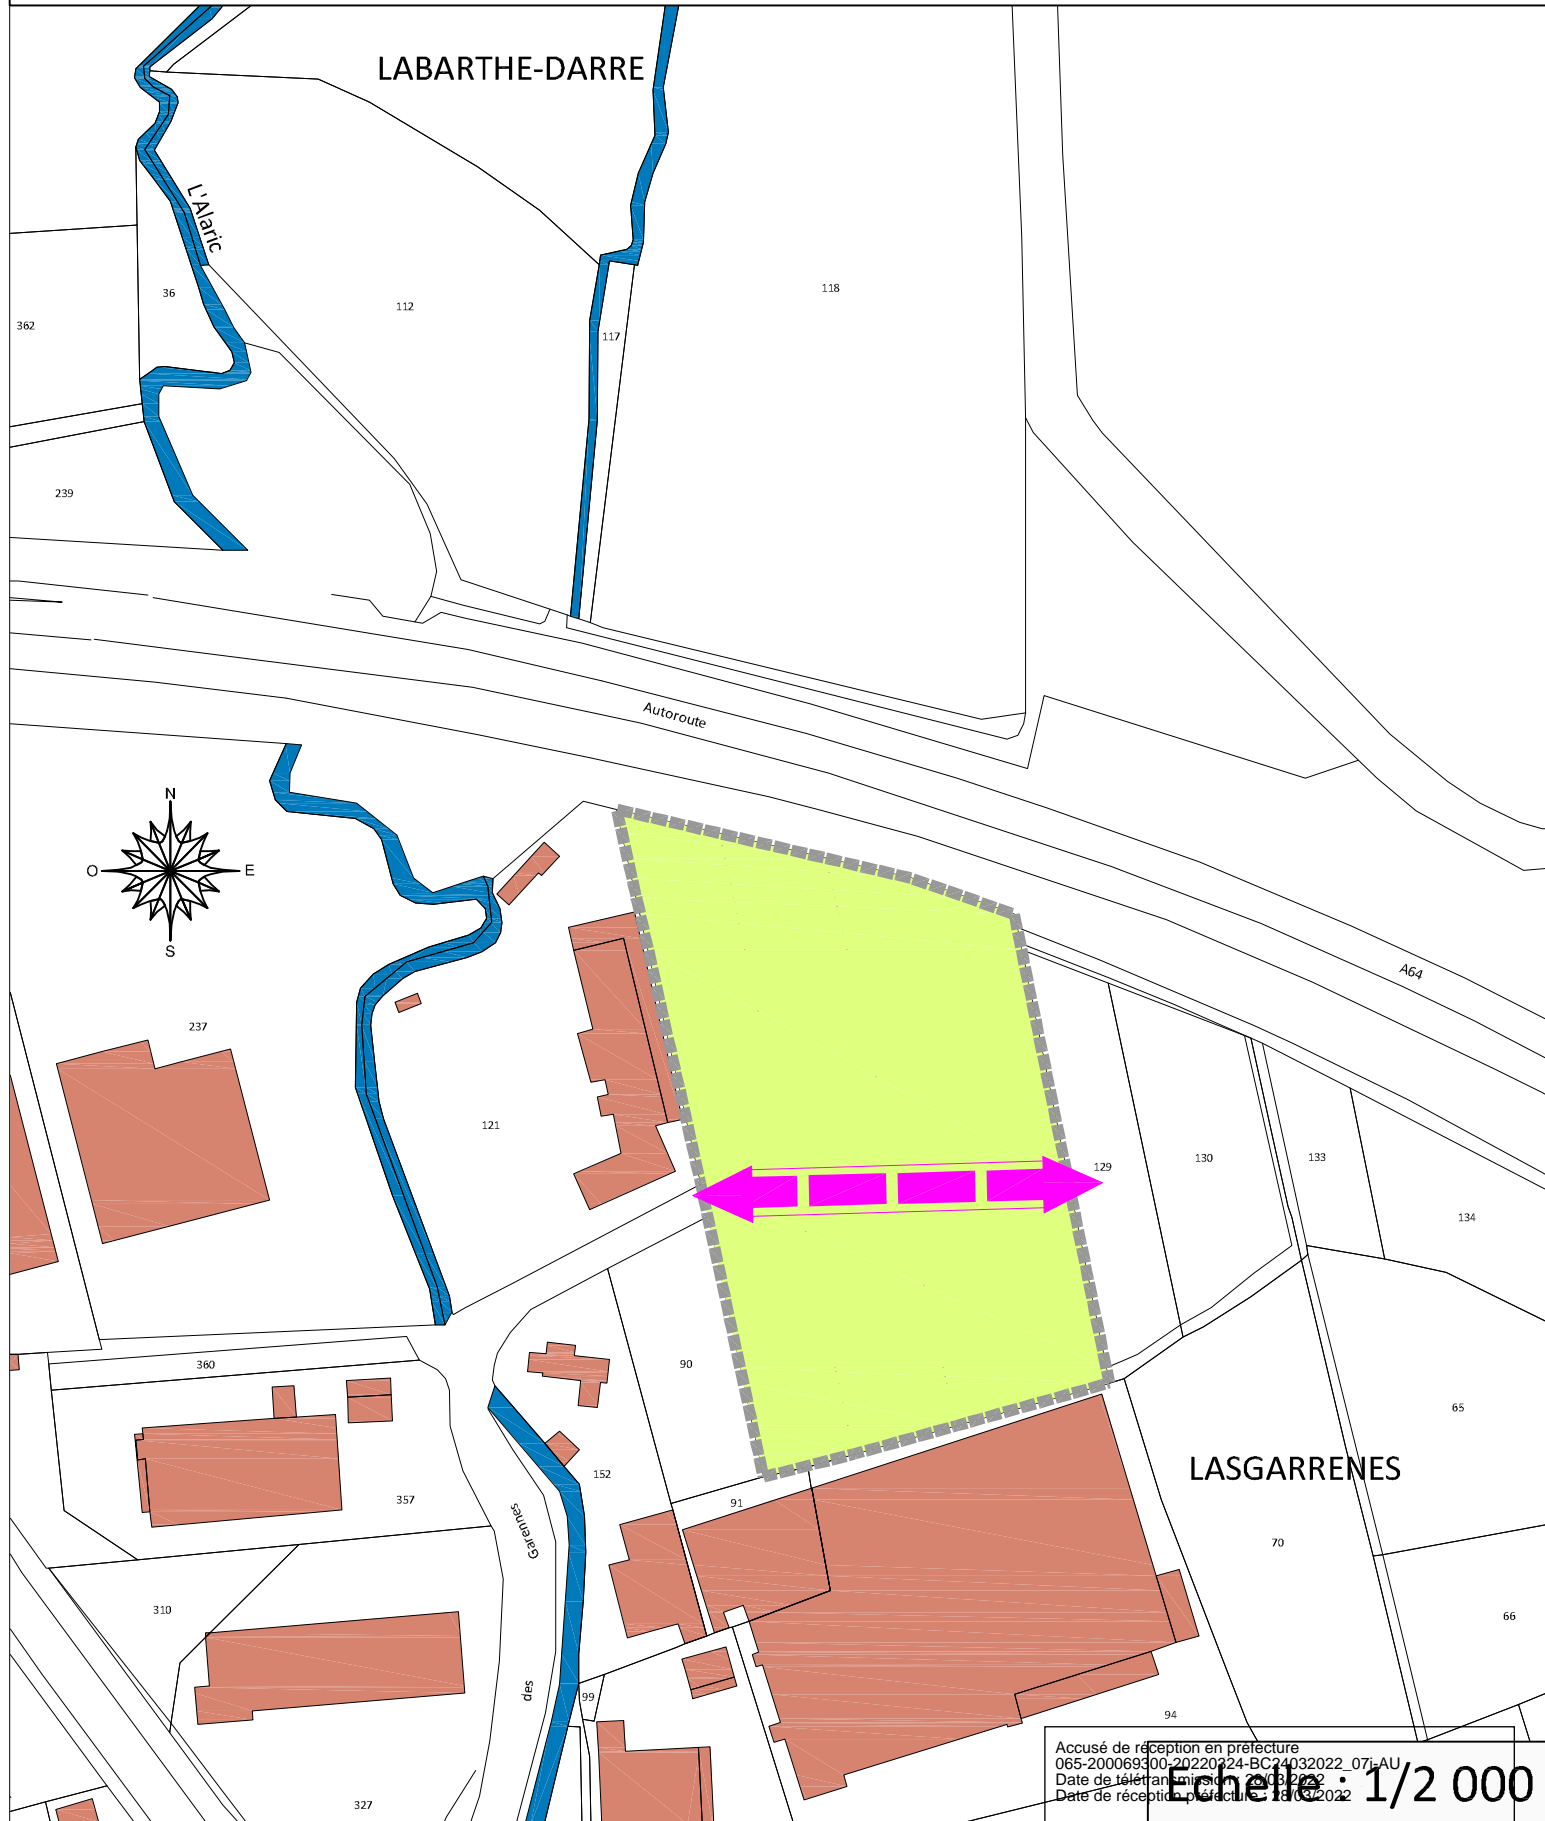 LABARTHE-DARRE
L'Alaric
36
112
118
362
117
239
Autoroute
N
O
E
S
A64
237
121
129
130
133
134
360
90
65
LASGARRENES
152
357
91
Garennes
70
310
66
des
99
94
327
Accusé de réception en préfecture
065-200069300-20220324-BC24032022_07j-AU
Date de télétransmission : 28/03/2022
Date de réception préfecture : 28/03/2022
Echelle : 1/2 000